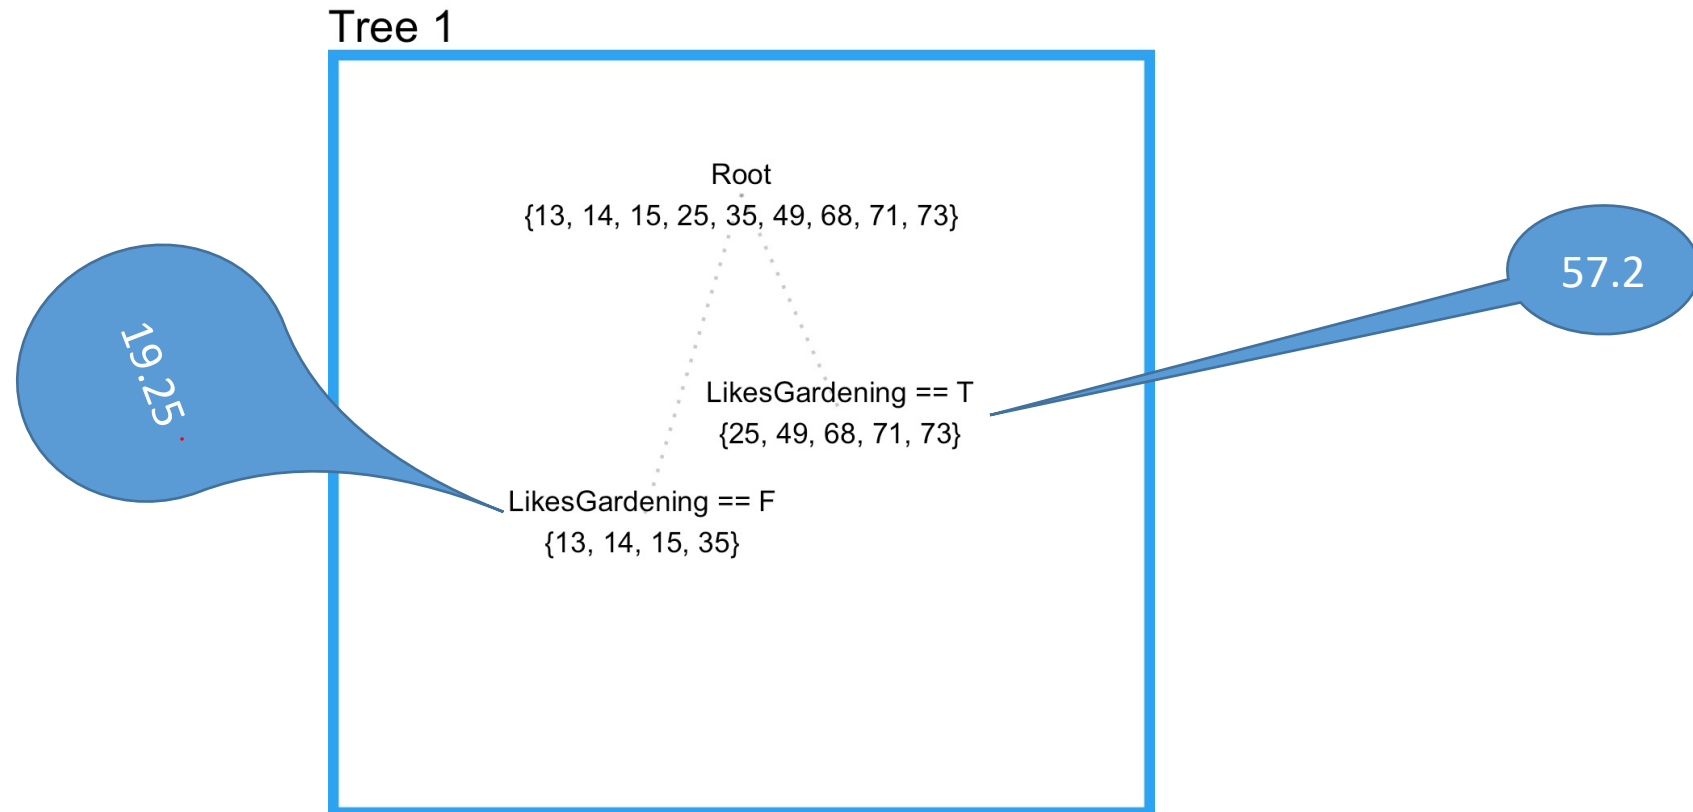 Tree 1
Root
{13, 14, 15, 25, 35, 49, 68, 71, 73}
57.2
19.25
LikesGardening == T
{25, 49, 68, 71, 73}
LikesGardening == F
{13, 14, 15, 35}